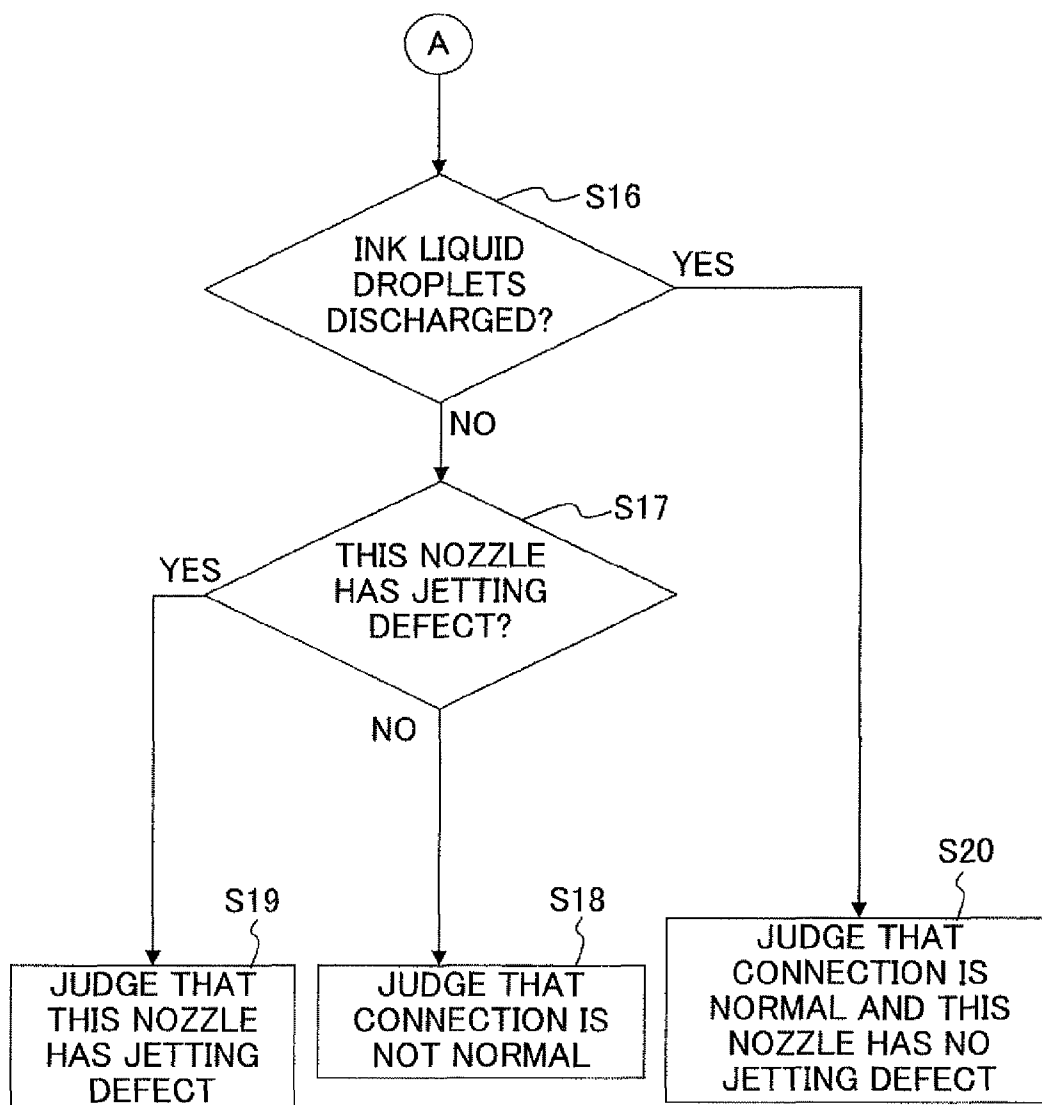 A
S16
INK LIQUID
DROPLETS
DISCHARGED?
YES
NO
S17
THIS NOZZLE
HAS JETTING
DEFECT?
YES
NO
S19
JUDGE THAT
THIS NOZZLE
HAS JETTING
DEFECT
S18
JUDGE THAT
CONNECTION IS
NOT NORMAL
S20
JUDGE THAT
CONNECTION IS
NORMAL AND THIS
NOZZLE HAS NO
JETTING DEFECT